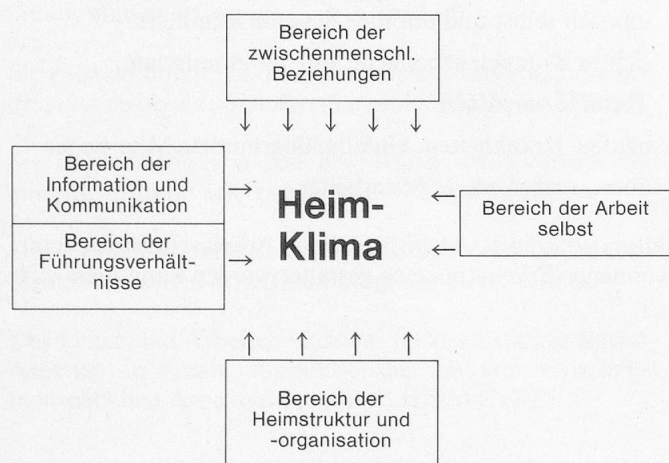 Bereich der
zwischenmenschl.
Beziehungen
Bereich der
Information und
Kommunikation
Bereich der
Führungsverhält-
nisse
Heim-
Klima
Bereich der Arbeit
selbst
Bereich der
Heimstruktur und
-organisation